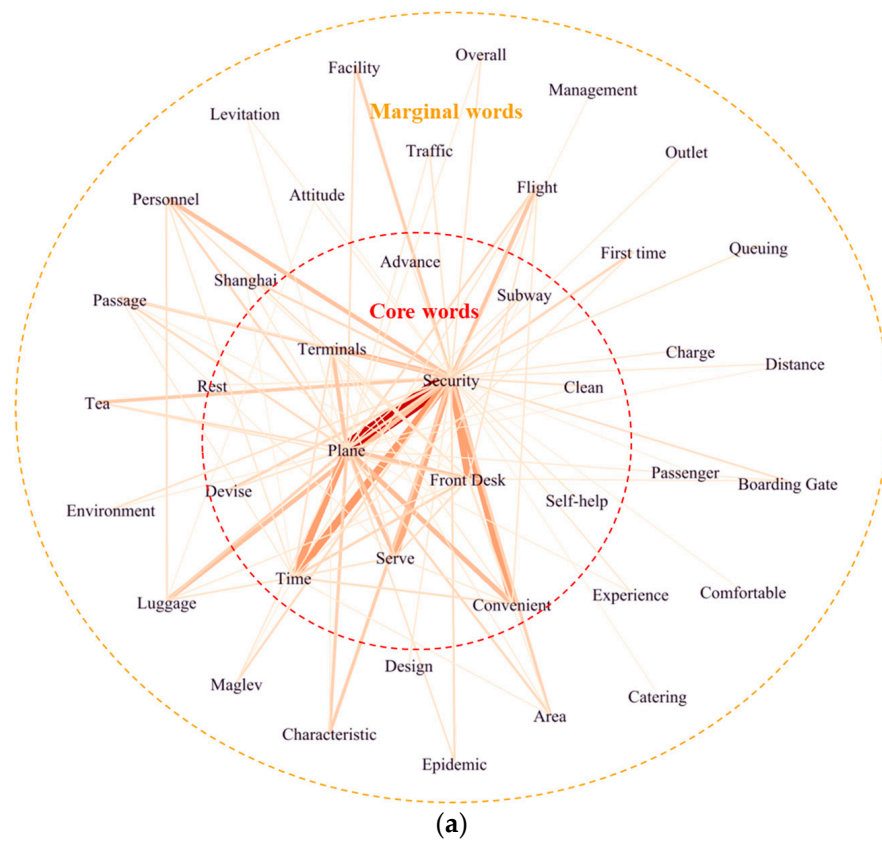 Overall
Facility
Management
Marginal words
Levitation
Traffic
Outlet
Flight
Attitude
Personnel
Queuing
First time
Advance
Shanghai
Subway
Passage
Core words
Terminals
Charge
Distance
Security
Rest
Clean
Tea
Plane
Passenger
Front Desk
Boarding Gate
Devise
Self-help
Environment
Serve
Time
Comfortable
Experience
Luggage
Convenient
Design
Maglev
Catering
Area
Characteristic
Epidemic
(a)